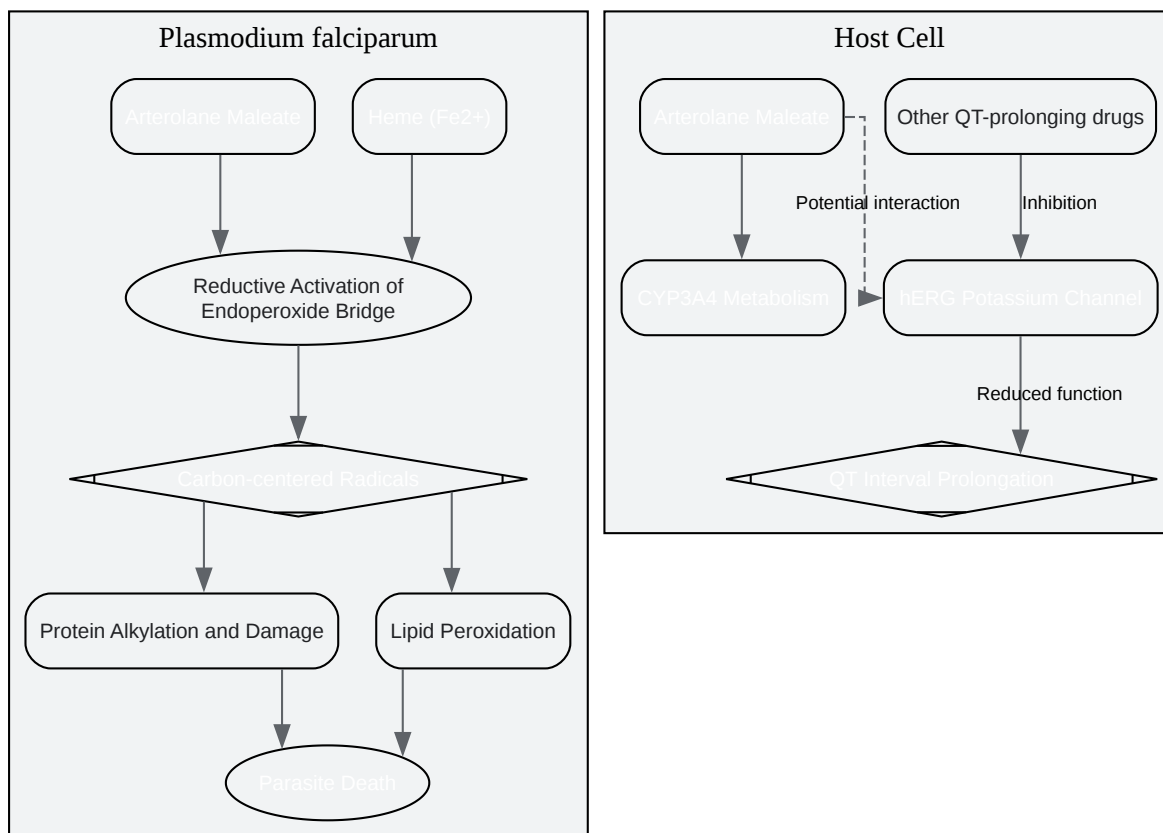 Plasmodium falciparum
Arterolane Maleate
Heme (Fe2+)
Reductive Activation of
Endoperoxide Bridge
Carbon-centered Radicals
Protein Alkylation and Damage
Lipid Peroxidation
Parasite Death
Host Cell
Arterolane Maleate
Other QT-prolonging drugs
Potential interaction
Inhibition
CYP3A4 Metabolism
hERG Potassium Channel
Reduced function
QT Interval Prolongation